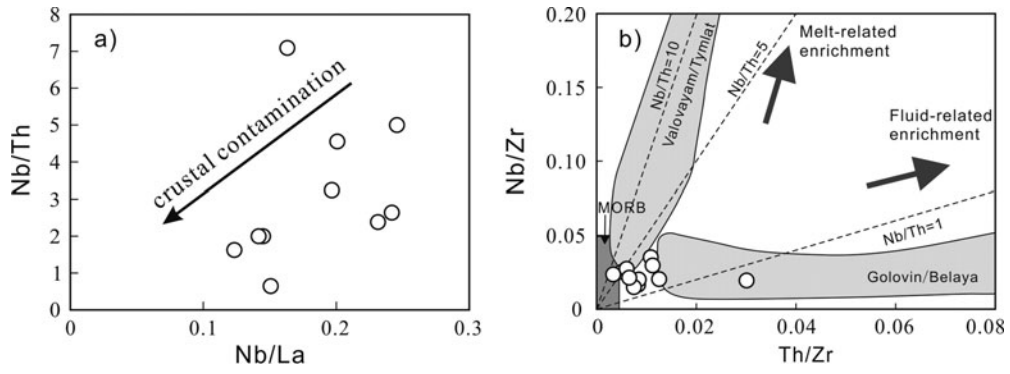 a)
8
7
6
5
4
3
2
1
0
Nb/Th
crustal contamination
0
0.1
0.2
0.3
Nb/La
b)
0.20
0.15
0.10
0.05
0.00
Nb/Zr
Nb/Th=10
Valovayam/Tymlat
Nb/Th=5
Melt-related
enrichment
Fluid-related
enrichment
MORB
Nb/Th=1
Golovin/Belaya
0
0.02
0.04
0.06
0.08
Th/Zr